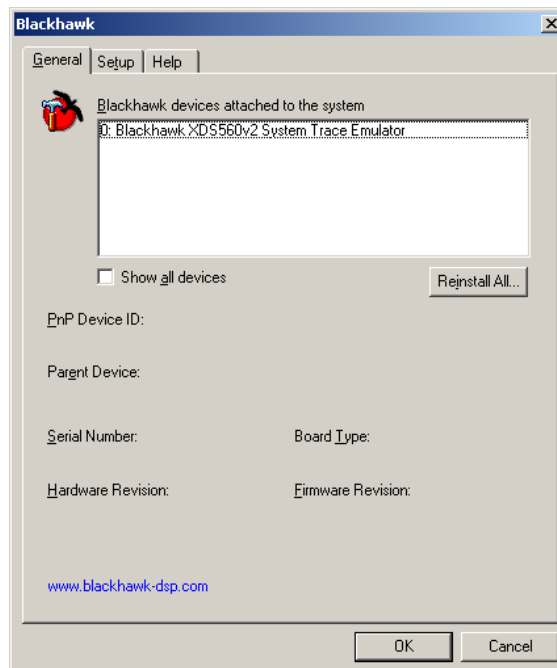 Blackhawk
General Setup Help
Blackhawk devices attached to the system
0: Blackhawk XDS560v2 System Trace Emulator
Show all devices
Reinstall All...
PnP Device ID:
Parent Device:
Serial Number: Board Type:
Hardware Revision: Firmware Revision:
www.blackhawk-dsp.com
OK Cancel